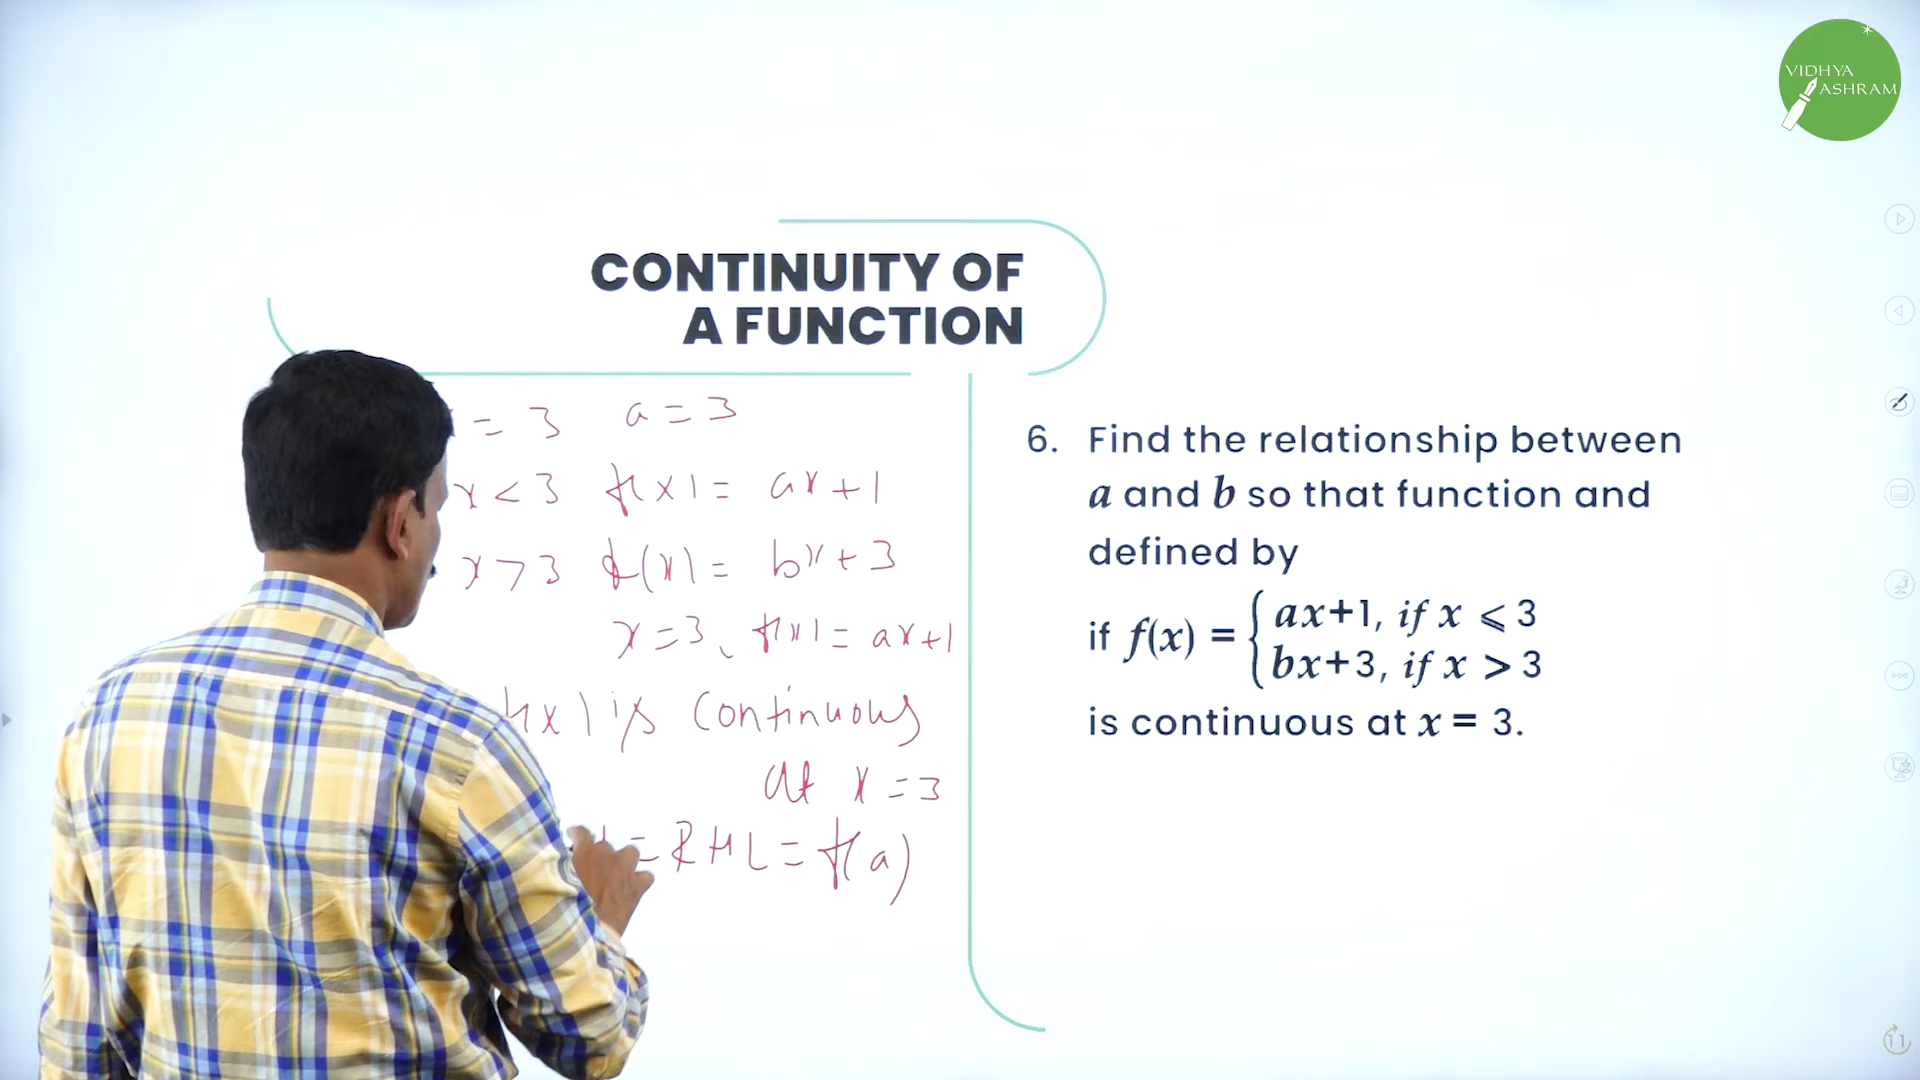 VIDHYA
ASHRAM
CONTINUITY OF
A FUNCTION
= 3 a = 3
x < 3 f(x) = ax+1
x > 3 f(x) = bx+3
x = 3, f(x) = ax+1
f(x) is continuous
at x = 3
= RHL = f(a)
6. Find the relationship between
a and b so that function and
defined by
if f(x) = { ax+1, if x ⩽ 3
bx+3, if x > 3
is continuous at x = 3.
11